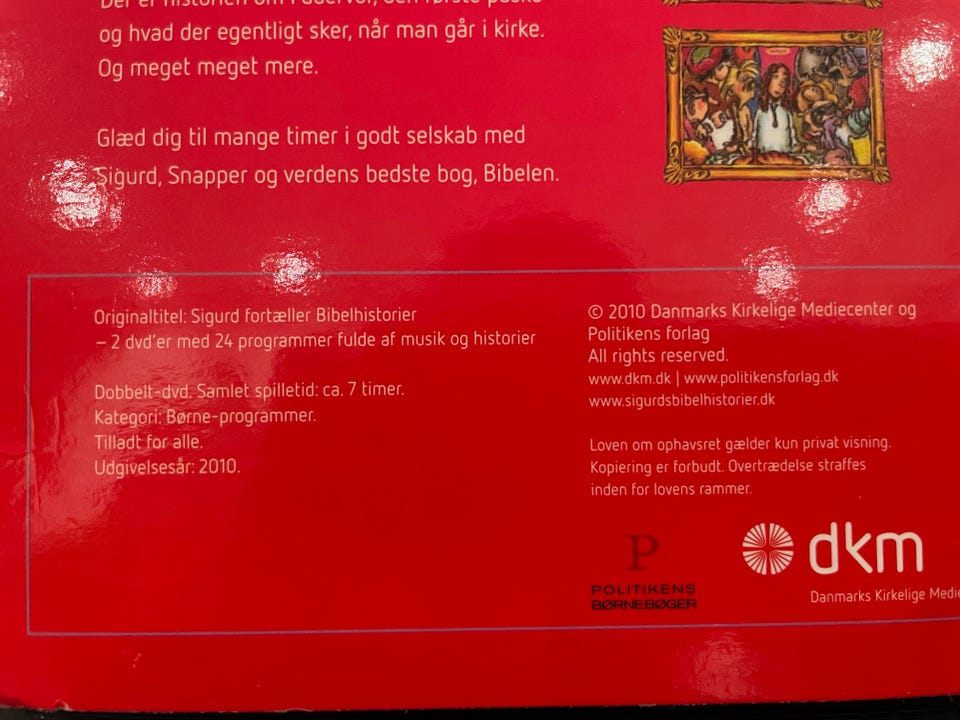 og hvad der egentligt sker, når man går i kirke.
Og meget meget mere.
Glæd dig til mange timer i godt selskab med
Sigurd, Snapper og verdens bedste bog, Bibelen.
Originaltitel: Sigurd fortæller Bibelhistorier
– 2 dvd'er med 24 programmer fulde af musik og historier
Dobbelt-dvd. Samlet spilletid: ca. 7 timer.
Kategori: Børne-programmer.
Tilladt for alle.
Udgivelsesår: 2010.
© 2010 Danmarks Kirkelige Mediecenter og
Politikens forlag
All rights reserved.
www.dkm.dk | www.politikensforlag.dk
www.sigurdsbibelhistorier.dk
Loven om ophavsret gælder kun privat visning.
Kopiering er forbudt. Overtrædelse straffes
inden for lovens rammer.
P
POLITIKENS
BØRNEBØGER
dkm
Danmarks Kirkelige